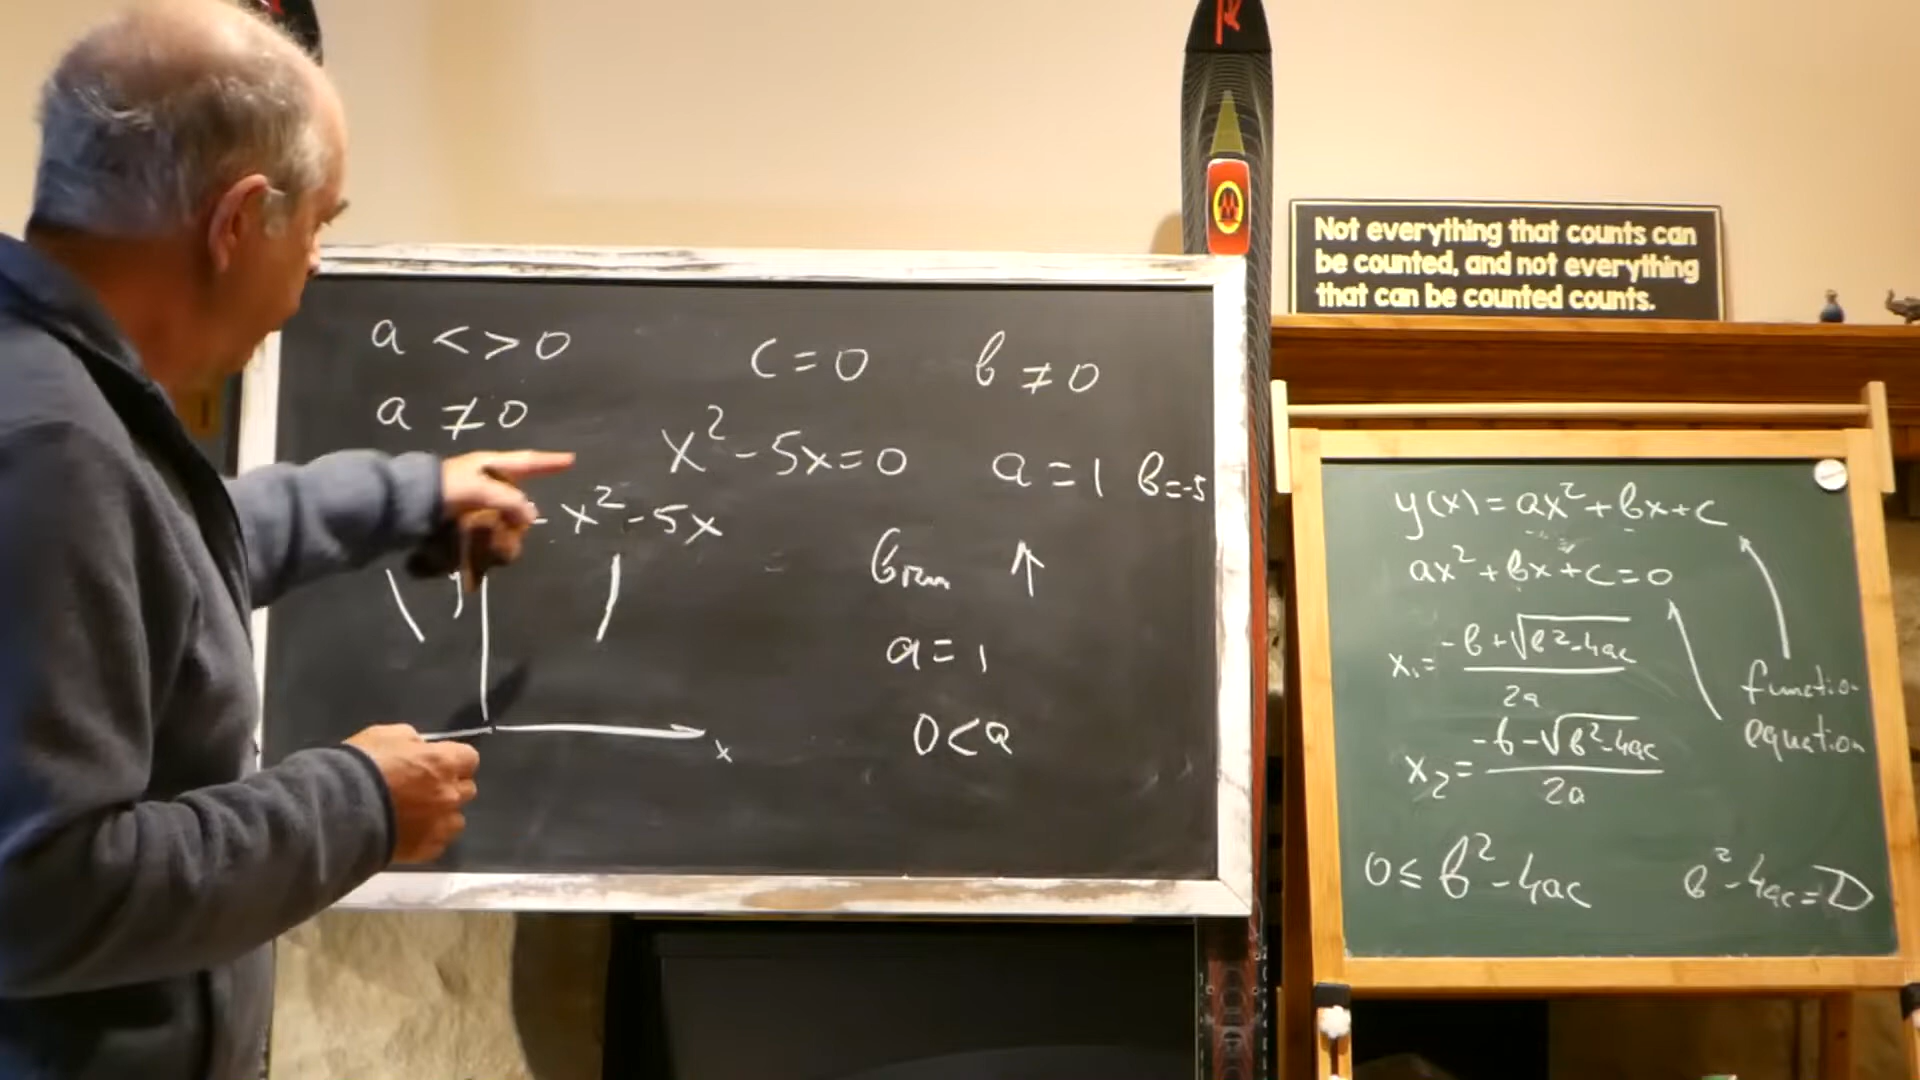 a < > 0
c = 0
b ≠ 0
a ≠ 0
x² - 5x = 0
a = 1
b = -5
= x² - 5x
↑
a = 1
0 < a
x
Not everything that counts can
be counted, and not everything
that can be counted counts.
y(x) = ax² + bx + c
ax² + bx + c = 0
x₁ = (-b + √(b² - 4ac)) / 2a
x₂ = (-b - √(b² - 4ac)) / 2a
function
equation
0 ≤ b² - 4ac
b² - 4ac = D